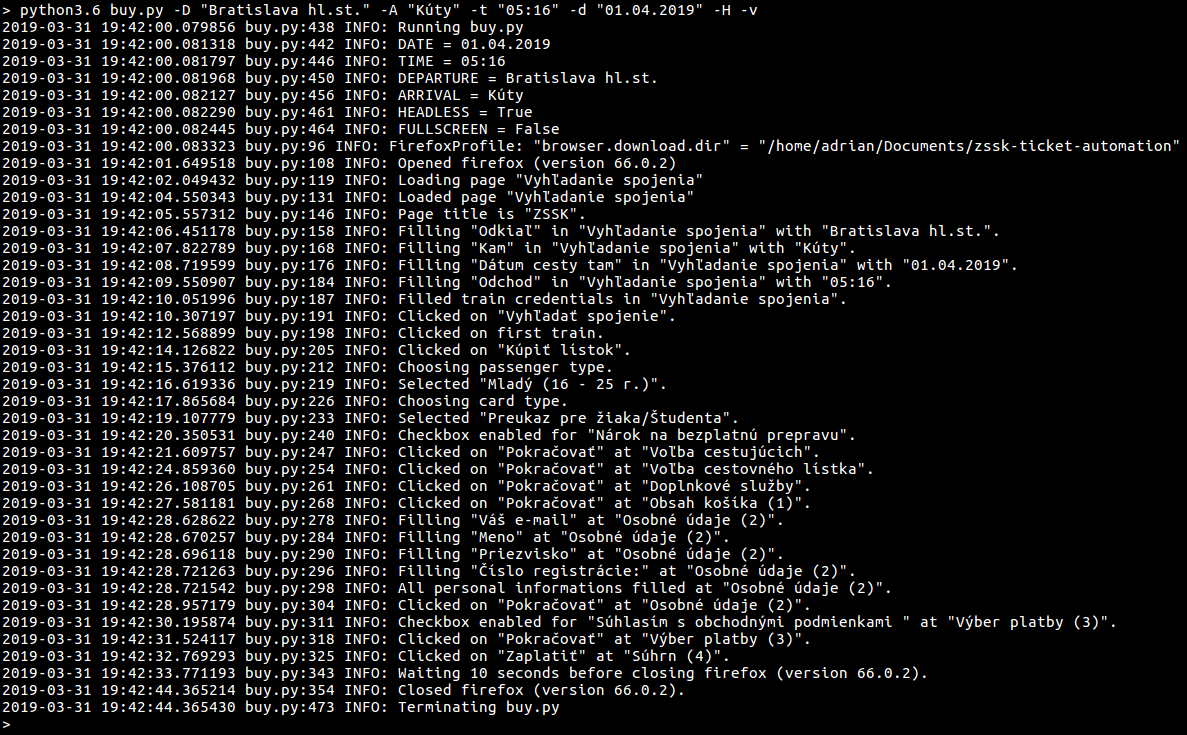 > python3.6 buy.py -D "Bratislava hl.st." -A "Kúty" -t "05:16" -d "01.04.2019" -H -v
2019-03-31 19:42:00.079856 buy.py:438 INFO: Running buy.py
2019-03-31 19:42:00.081318 buy.py:442 INFO: DATE = 01.04.2019
2019-03-31 19:42:00.081797 buy.py:446 INFO: TIME = 05:16
2019-03-31 19:42:00.081968 buy.py:450 INFO: DEPARTURE = Bratislava hl.st.
2019-03-31 19:42:00.082127 buy.py:456 INFO: ARRIVAL = Kúty
2019-03-31 19:42:00.082290 buy.py:461 INFO: HEADLESS = True
2019-03-31 19:42:00.082445 buy.py:464 INFO: FULLSCREEN = False
2019-03-31 19:42:00.083323 buy.py:96 INFO: FirefoxProfile: "browser.download.dir" = "/home/adrian/Documents/zssk-ticket-automation"
2019-03-31 19:42:01.649518 buy.py:108 INFO: Opened firefox (version 66.0.2)
2019-03-31 19:42:02.049432 buy.py:119 INFO: Loading page "Vyhľadanie spojenia"
2019-03-31 19:42:04.550343 buy.py:131 INFO: Loaded page "Vyhľadanie spojenia"
2019-03-31 19:42:05.557312 buy.py:146 INFO: Page title is "ZSSK".
2019-03-31 19:42:06.451178 buy.py:158 INFO: Filling "Odkiaľ" in "Vyhľadanie spojenia" with "Bratislava hl.st.".
2019-03-31 19:42:07.822789 buy.py:168 INFO: Filling "Kam" in "Vyhľadanie spojenia" with "Kúty".
2019-03-31 19:42:08.719599 buy.py:176 INFO: Filling "Dátum cesty tam" in "Vyhľadanie spojenia" with "01.04.2019".
2019-03-31 19:42:09.550907 buy.py:184 INFO: Filling "Odchod" in "Vyhľadanie spojenia" with "05:16".
2019-03-31 19:42:10.051996 buy.py:187 INFO: Filled train credentials in "Vyhľadanie spojenia".
2019-03-31 19:42:10.307197 buy.py:191 INFO: Clicked on "Vyhľadať spojenie".
2019-03-31 19:42:12.568899 buy.py:198 INFO: Clicked on first train.
2019-03-31 19:42:14.126822 buy.py:205 INFO: Clicked on "Kúpiť lístok".
2019-03-31 19:42:15.376112 buy.py:212 INFO: Choosing passenger type.
2019-03-31 19:42:16.619336 buy.py:219 INFO: Selected "Mladý (16 - 25 r.)".
2019-03-31 19:42:17.865684 buy.py:226 INFO: Choosing card type.
2019-03-31 19:42:19.107779 buy.py:233 INFO: Selected "Preukaz pre žiaka/Študenta".
2019-03-31 19:42:20.350531 buy.py:240 INFO: Checkbox enabled for "Nárok na bezplatnú prepravu".
2019-03-31 19:42:21.609757 buy.py:247 INFO: Clicked on "Pokračovať" at "Voľba cestujúcich".
2019-03-31 19:42:24.859360 buy.py:254 INFO: Clicked on "Pokračovať" at "Voľba cestovného lístka".
2019-03-31 19:42:26.108705 buy.py:261 INFO: Clicked on "Pokračovať" at "Doplnkové služby".
2019-03-31 19:42:27.581181 buy.py:268 INFO: Clicked on "Pokračovať" at "Obsah košíka (1)".
2019-03-31 19:42:28.628622 buy.py:278 INFO: Filling "Váš e-mail" at "Osobné údaje (2)".
2019-03-31 19:42:28.670257 buy.py:284 INFO: Filling "Meno" at "Osobné údaje (2)".
2019-03-31 19:42:28.696118 buy.py:290 INFO: Filling "Priezvisko" at "Osobné údaje (2)".
2019-03-31 19:42:28.721263 buy.py:296 INFO: Filling "Číslo registrácie:" at "Osobné údaje (2)".
2019-03-31 19:42:28.721542 buy.py:298 INFO: All personal informations filled at "Osobné údaje (2)".
2019-03-31 19:42:28.957179 buy.py:304 INFO: Clicked on "Pokračovať" at "Osobné údaje (2)".
2019-03-31 19:42:30.195874 buy.py:311 INFO: Checkbox enabled for "Súhlasím s obchodnými podmienkami " at "Výber platby (3)".
2019-03-31 19:42:31.524117 buy.py:318 INFO: Clicked on "Pokračovať" at "Výber platby (3)".
2019-03-31 19:42:32.769293 buy.py:325 INFO: Clicked on "Zaplatiť" at "Súhrn (4)".
2019-03-31 19:42:33.771193 buy.py:343 INFO: Waiting 10 seconds before closing firefox (version 66.0.2).
2019-03-31 19:42:44.365214 buy.py:354 INFO: Closed firefox (version 66.0.2).
2019-03-31 19:42:44.365430 buy.py:473 INFO: Terminating buy.py
>